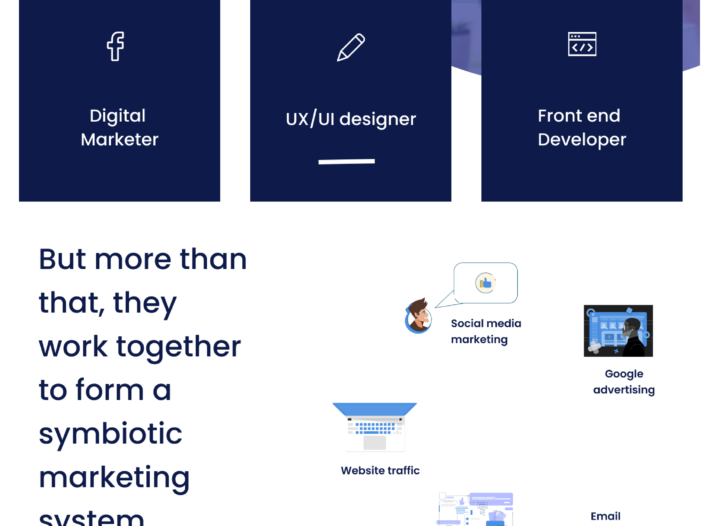 Digital
Marketer
UX/UI designer
Front end
Developer
But more than
that, they
work together
to form a
symbiotic
marketing
system
Social media
marketing
Google
advertising
Website traffic
Email